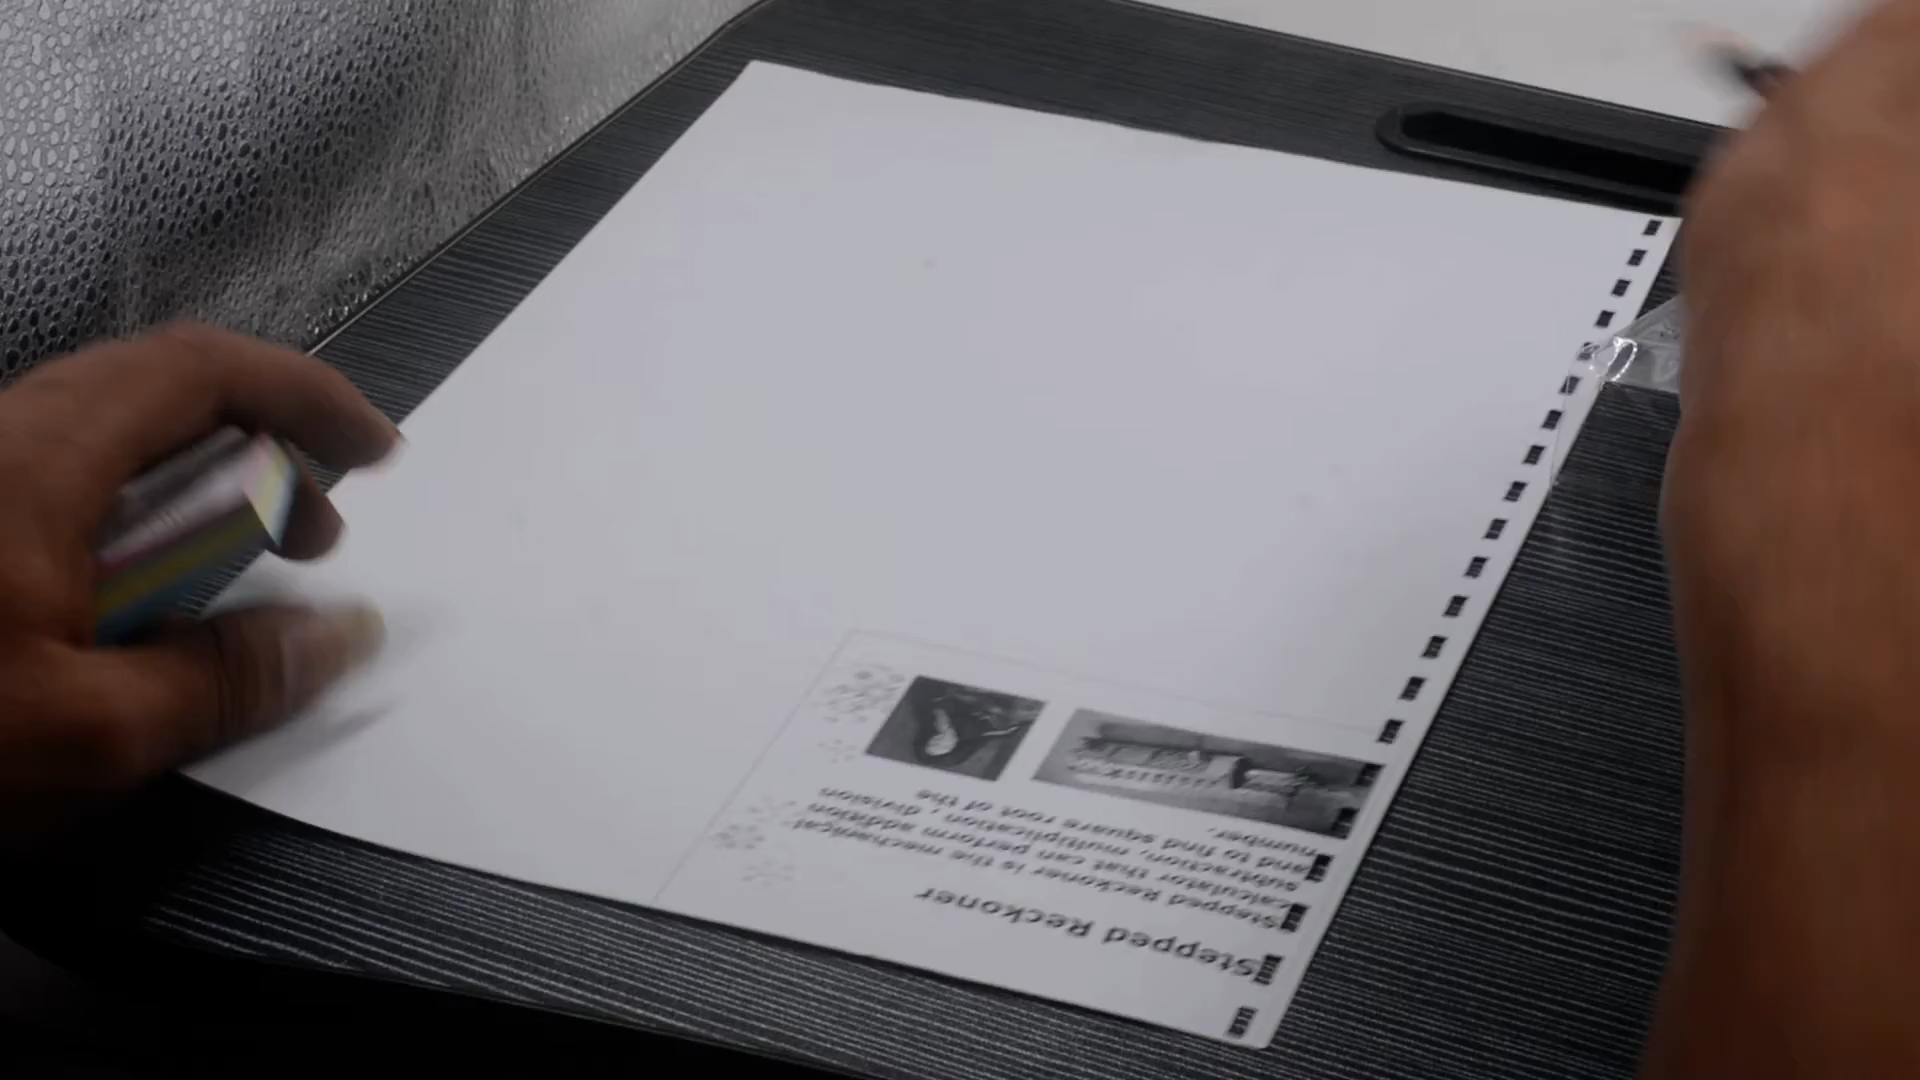 Stepped Reckoner
Stepped Reckoner is the mechanical
calculator that can perform addition
subtraction, multiplication, division
and to find square root of the
number.